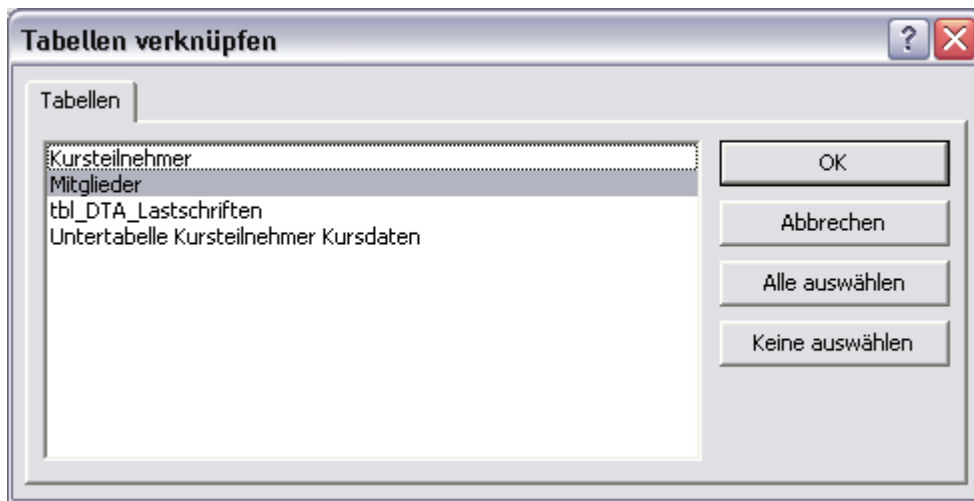 Tabellen verknüpfen
Tabellen
Kursteilnehmer
Mitglieder
tbl_DTA_Lastschriften
Untertabelle Kursteilnehmer Kursdaten
OK
Abbrechen
Alle auswählen
Keine auswählen